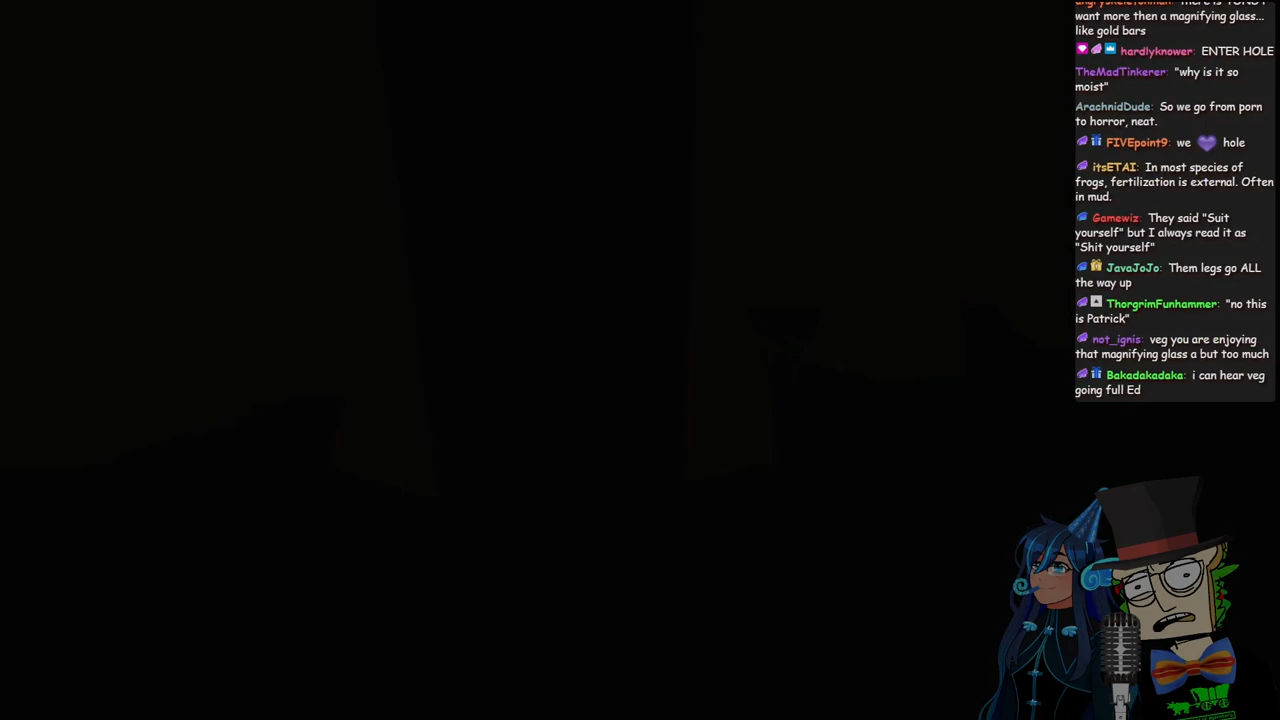 want more then a magnifying glass...
like gold bars
hardlyknower: ENTER HOLE
TheMadTinkerer: "why is it so
moist"
ArachnidDude: So we go from porn
to horror, neat.
FIVEpoint9: we hole
itsETAI: In most species of
frogs, fertilization is external. Often
in mud.
Gamewiz: They said "Suit
yourself" but I always read it as
"Shit yourself"
JavaJoJo: Them legs go ALL
the way up
ThorgrimFunhammer: "no this
is Patrick"
not_ignis: veg you are enjoying
that magnifying glass a but too much
Bakadakadaka: i can hear veg
going full Ed